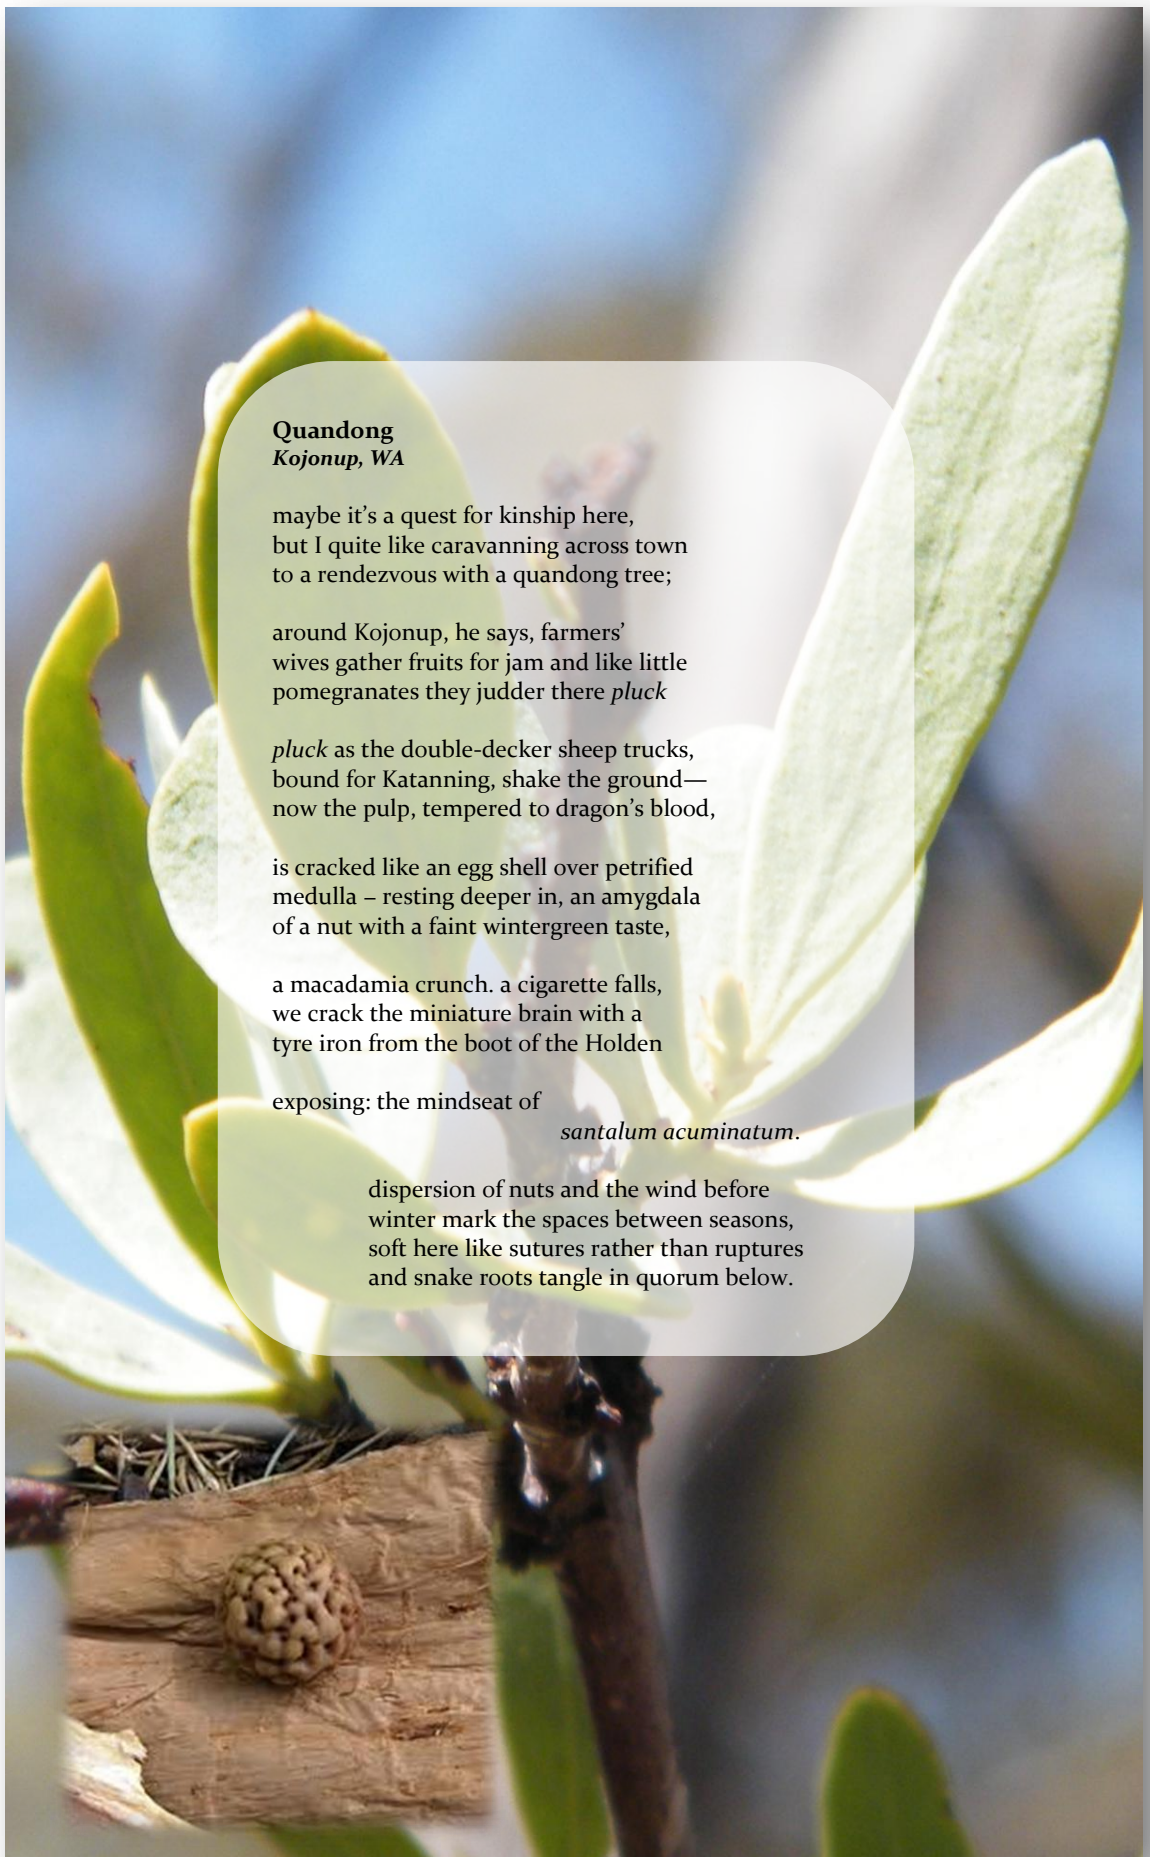 Quandong
Kojonup, WA
maybe it’s a quest for kinship here,
but I quite like caravanning across town
to a rendezvous with a quandong tree;
around Kojonup, he says, farmers’
wives gather fruits for jam and like little
pomegranates they judder there pluck
pluck as the double-decker sheep trucks,
bound for Katanning, shake the ground—
now the pulp, tempered to dragon’s blood,
is cracked like an egg shell over petrified
medulla – resting deeper in, an amygdala
of a nut with a faint wintergreen taste,
a macadamia crunch. a cigarette falls,
we crack the miniature brain with a
tyre iron from the boot of the Holden
exposing: the mindseat of
santalum acuminatum.
dispersion of nuts and the wind before
winter mark the spaces between seasons,
soft here like sutures rather than ruptures
and snake roots tangle in quorum below.